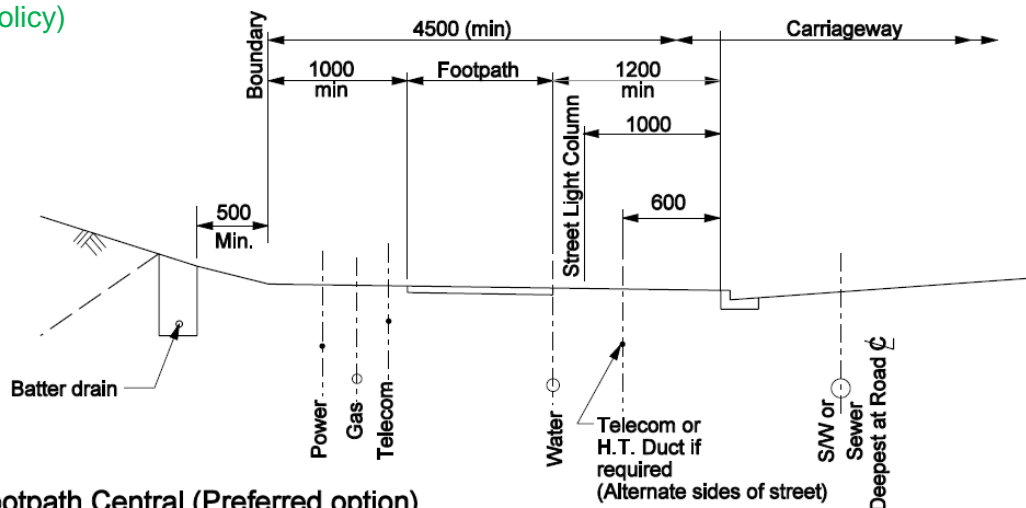 olicy)
Boundary
4500 (min)
Carriageway
1000
min
Footpath
1200
min
Street Light Column
1000
500
Min.
600
Batter drain
Power
Gas
Telecom
Water
Telecom or
H.T. Duct if
required
(Alternate sides of street)
S/W or
Sewer
Deepest at Road ℄
ootpath Central (Preferred option)